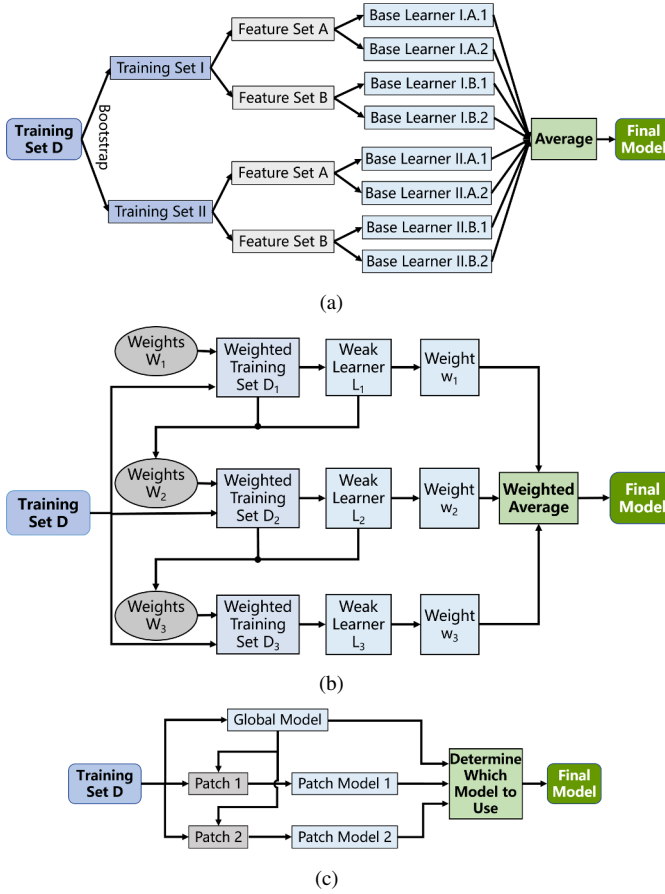 Feature Set A
Base Learner I.A.1
Base Learner I.A.2
Training Set I
Feature Set B
Base Learner I.B.1
Base Learner I.B.2
Training
Set D
Bootstrap
Average
Final
Model
Feature Set A
Base Learner II.A.1
Base Learner II.A.2
Training Set II
Feature Set B
Base Learner II.B.1
Base Learner II.B.2
(a)
Weights
W1
Weighted
Training
Set D1
Weak
Learner
L1
Weight
w1
Weights
W2
Weighted
Training
Set D2
Weak
Learner
L2
Weight
w2
Training
Set D
Weighted
Average
Final
Model
Weights
W3
Weighted
Training
Set D3
Weak
Learner
L3
Weight
w3
(b)
Global Model
Training
Set D
Patch 1
Patch Model 1
Patch 2
Patch Model 2
Determine
Which
Model to
Use
Final
Model
(c)